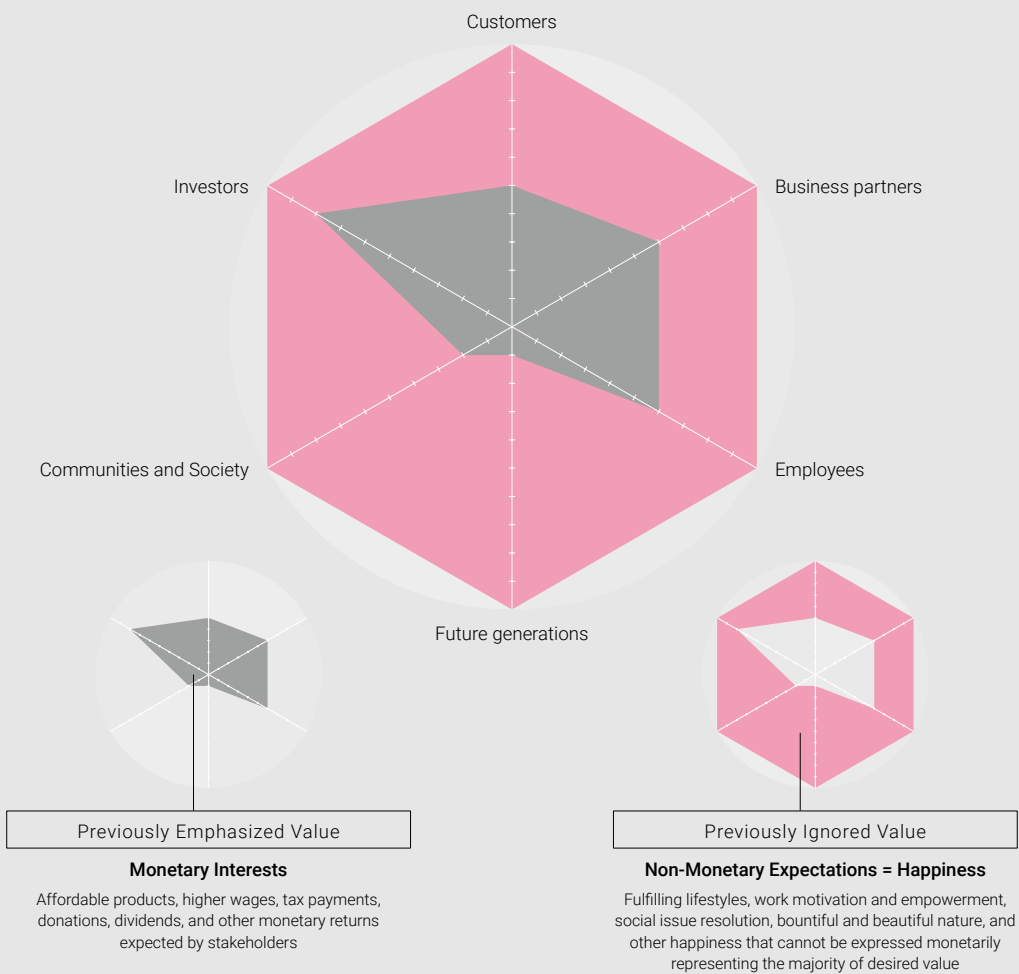 Customers
Investors
Business partners
Communities and Society
Employees
Future generations
Previously Emphasized Value
Monetary Interests
Affordable products, higher wages, tax payments,
donations, dividends, and other monetary returns
expected by stakeholders
Previously Ignored Value
Non-Monetary Expectations = Happiness
Fulfilling lifestyles, work motivation and empowerment,
social issue resolution, bountiful and beautiful nature, and
other happiness that cannot be expressed monetarily
representing the majority of desired value